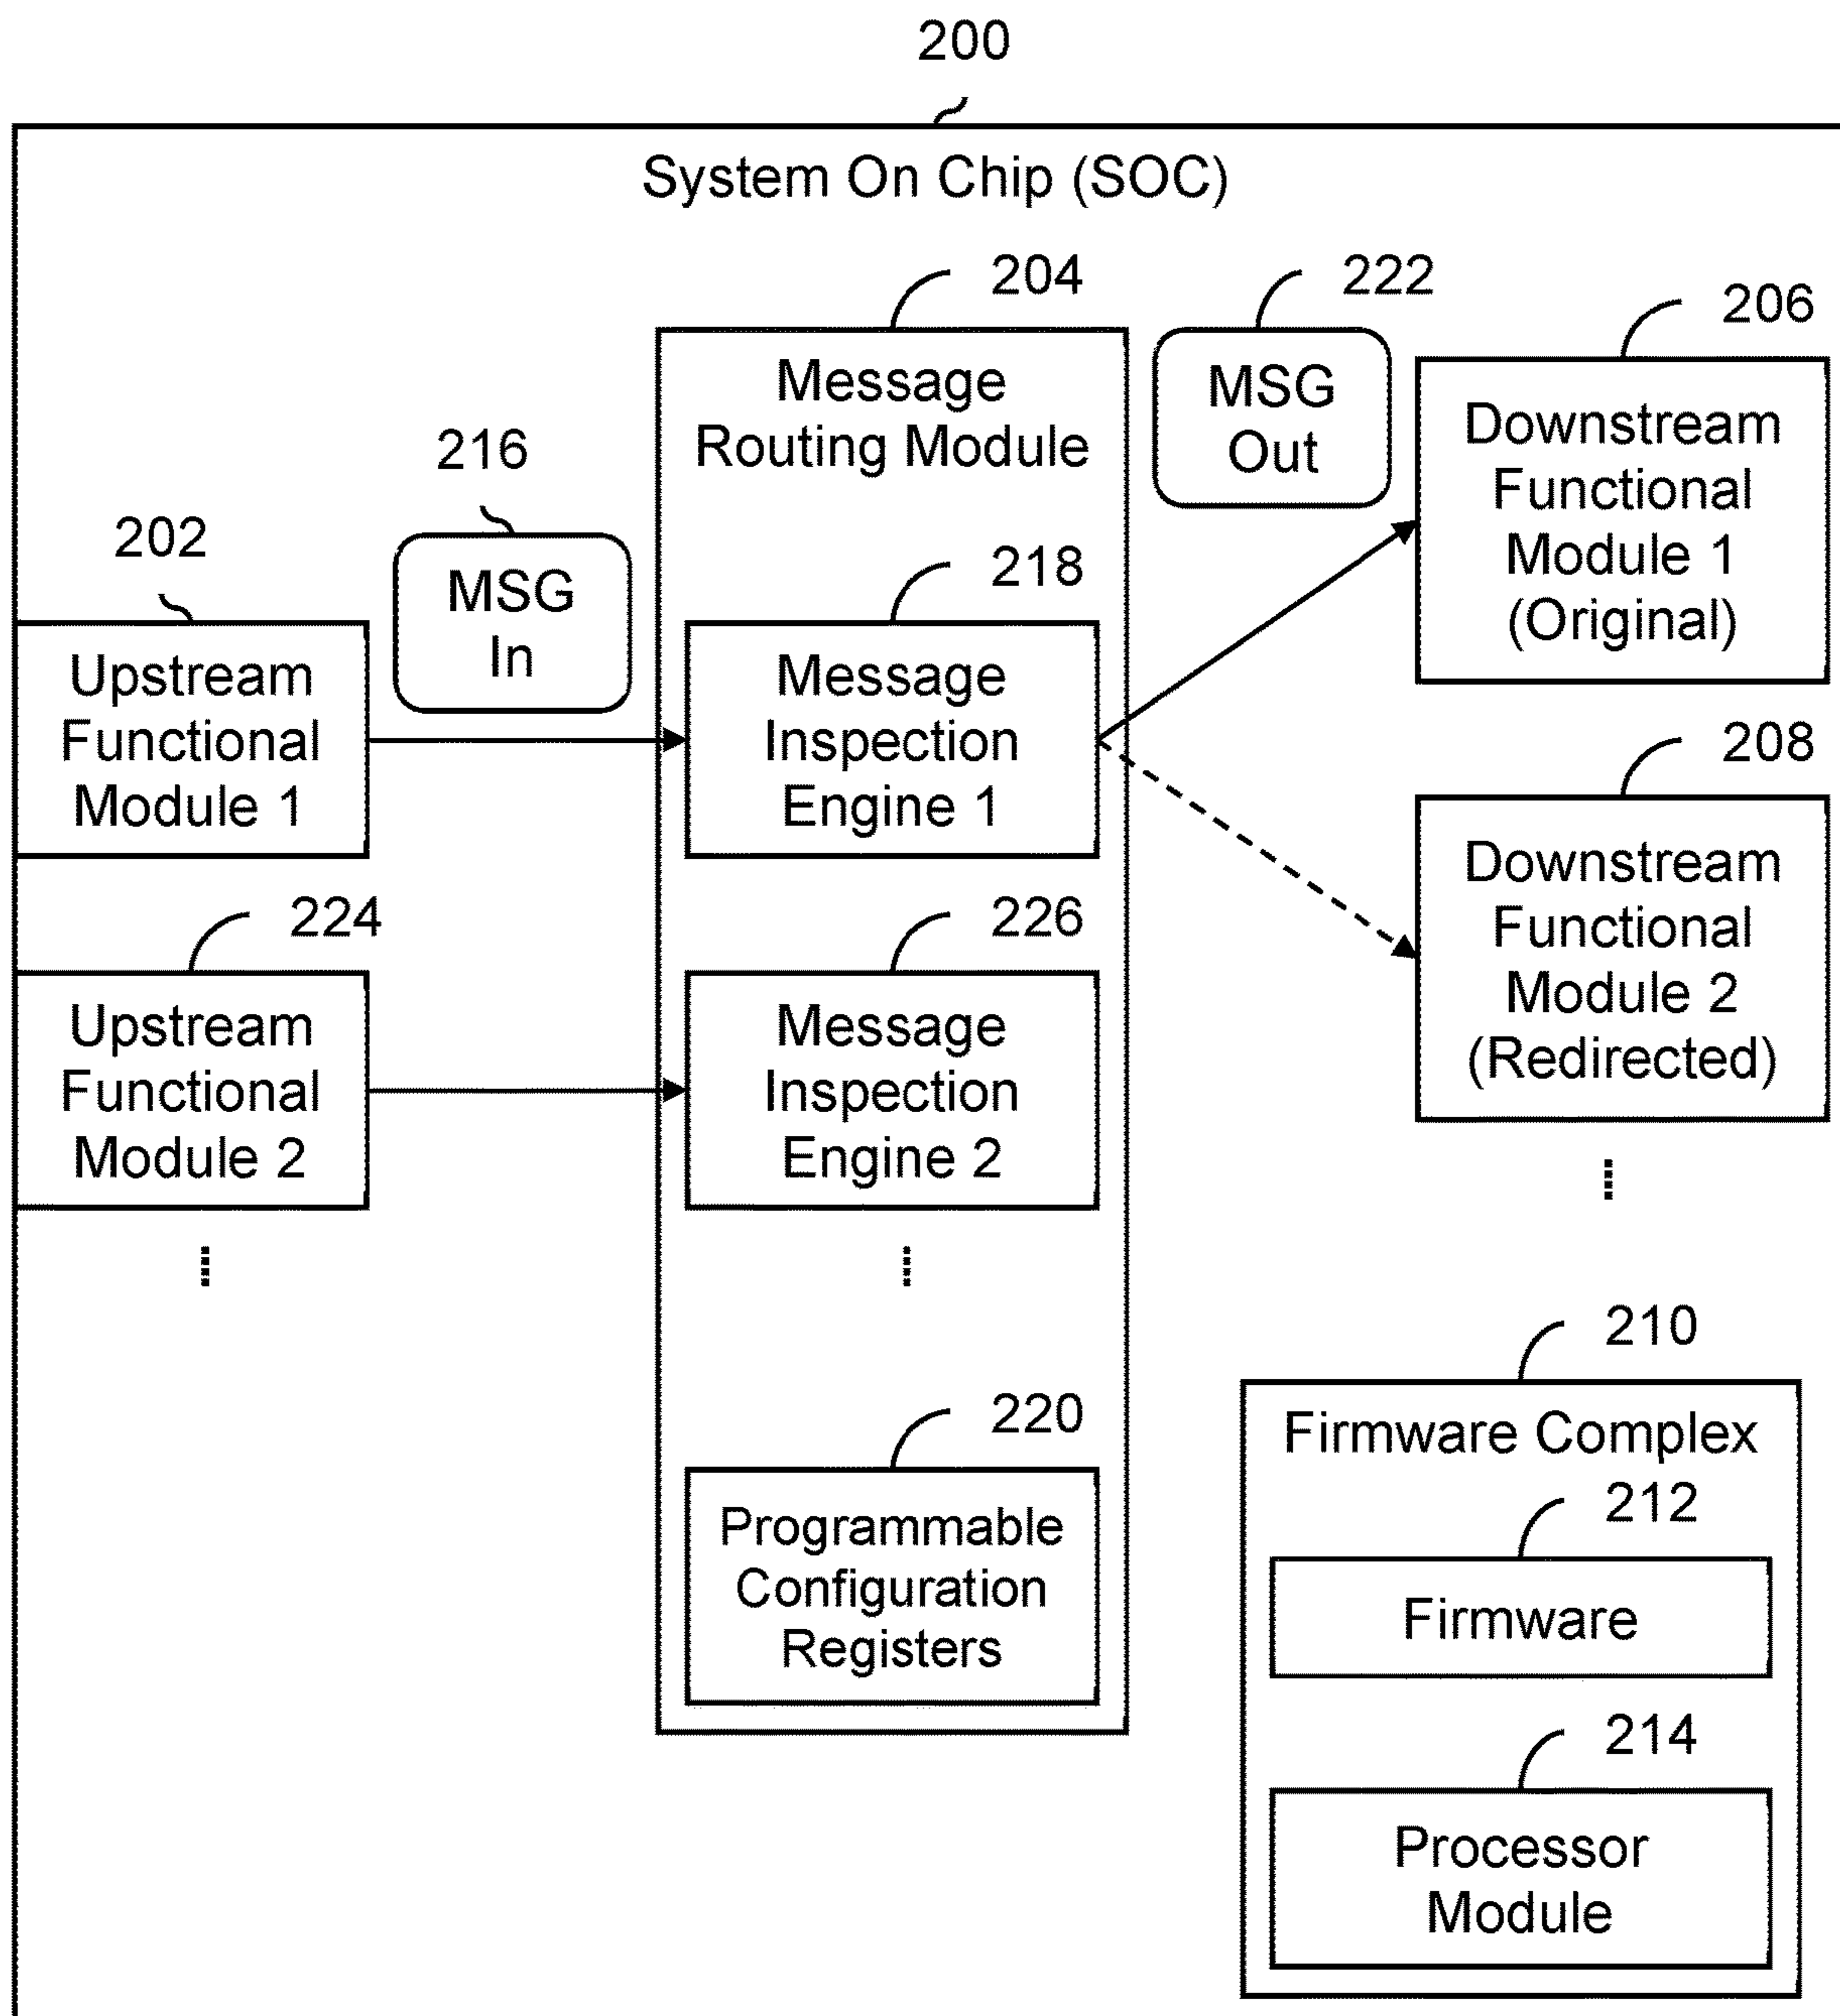 200
System On Chip (SOC)
204
222
206
Message
Routing Module
MSG
Out
Downstream
Functional
Module 1
(Original)
216
MSG
In
202
Upstream
Functional
Module 1
218
Message
Inspection
Engine 1
208
Downstream
Functional
Module 2
(Redirected)
224
Upstream
Functional
Module 2
226
Message
Inspection
Engine 2
220
Programmable
Configuration
Registers
210
Firmware Complex
212
Firmware
214
Processor
Module